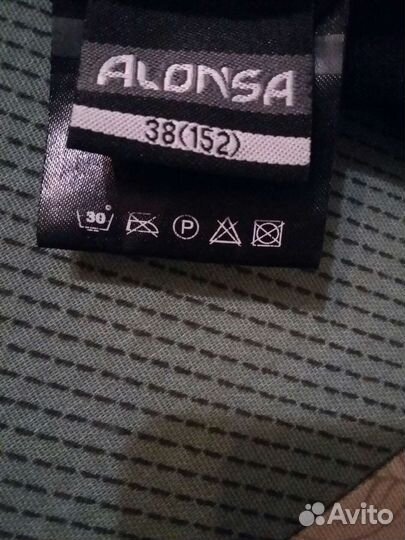 ALONSA
38(152)
30°
P
Avito